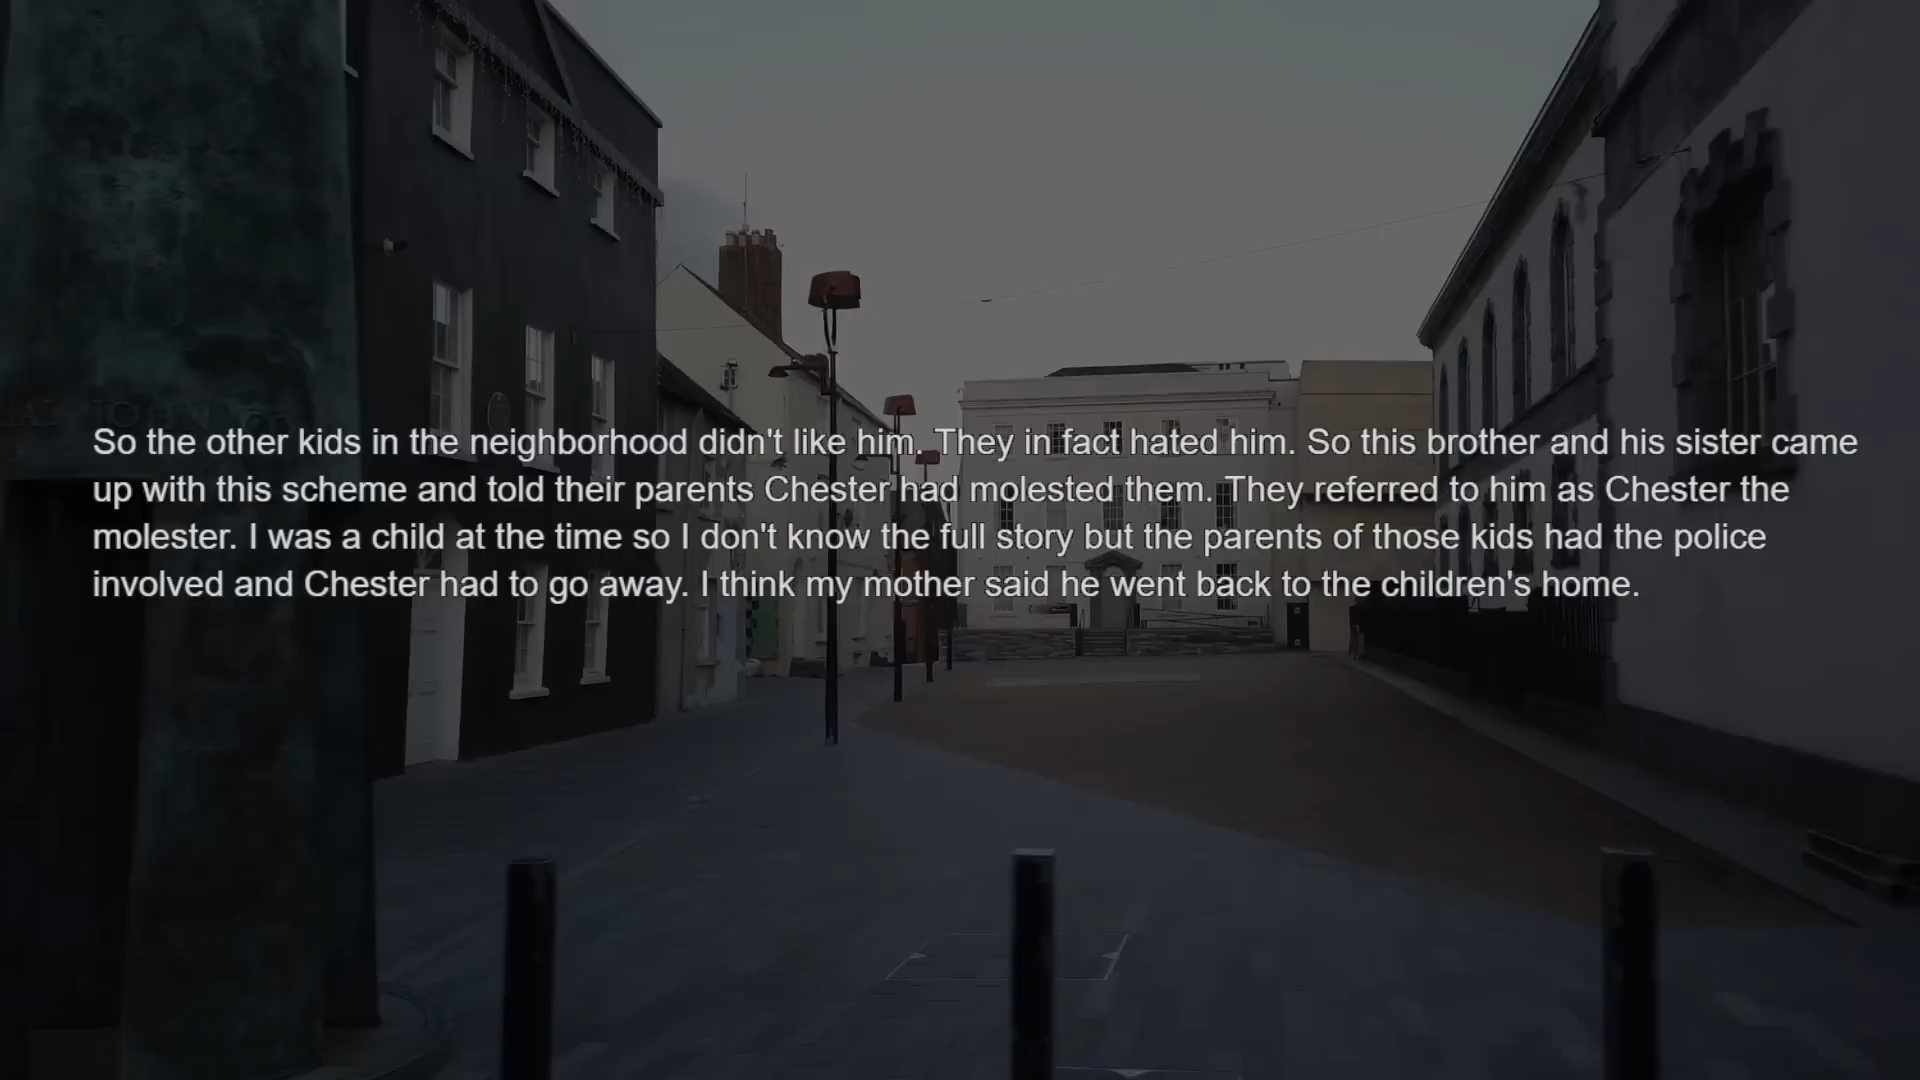 So the other kids in the neighborhood didn't like him. They in fact hated him. So this brother and his sister came
up with this scheme and told their parents Chester had molested them. They referred to him as Chester the
molester. I was a child at the time so I don't know the full story but the parents of those kids had the police
involved and Chester had to go away. I think my mother said he went back to the children's home.